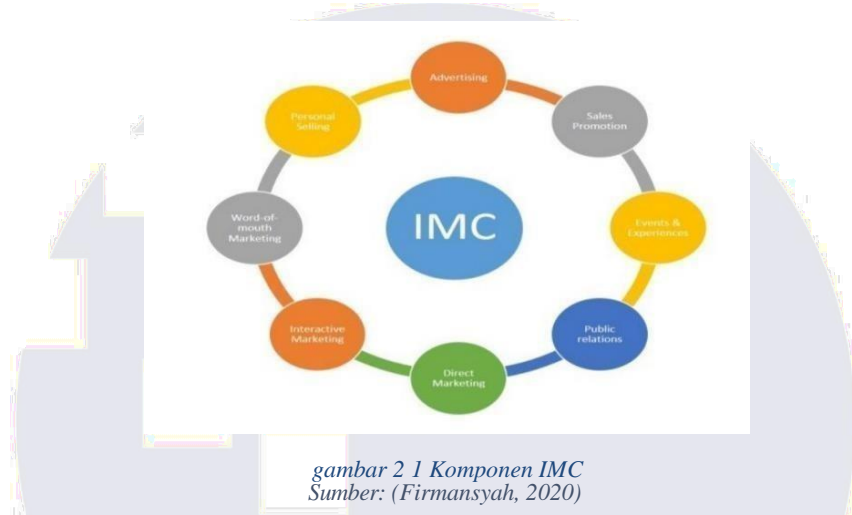 Advertising
Sales
Promotion
Events &
Experiences
Public
relations
Direct
Marketing
Interactive
Marketing
Word-of-
mouth
Marketing
Personal
Selling
IMC
gambar 2 1 Komponen IMC
Sumber: (Firmansyah, 2020)